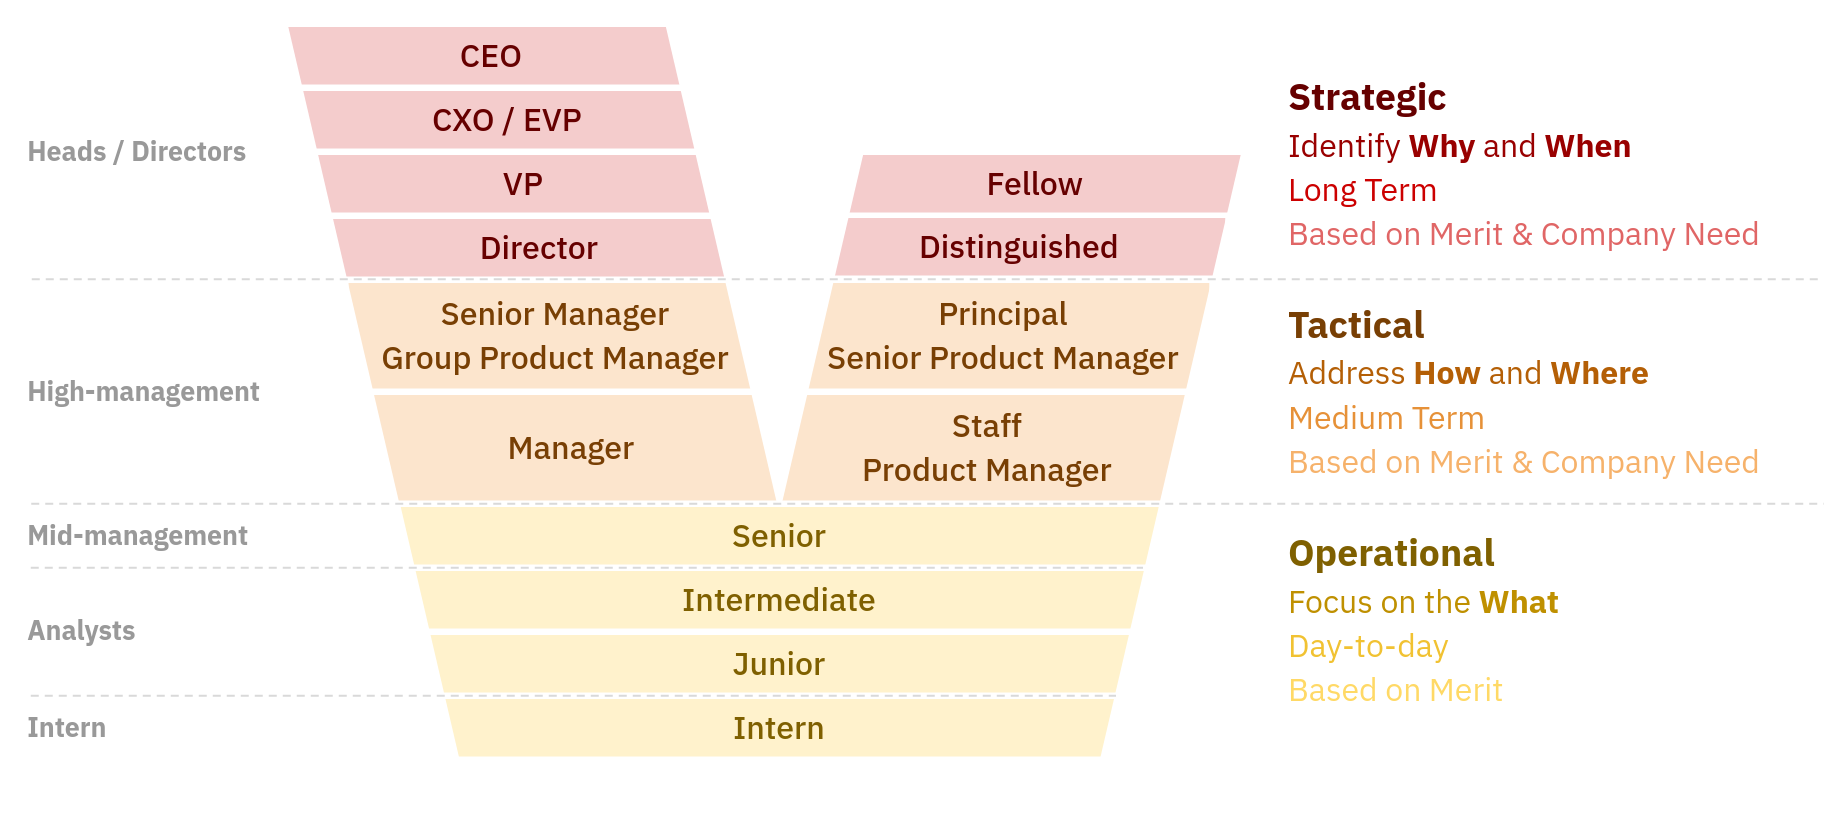 Heads / Directors
High-management
Mid-management
Analysts
Intern
CEO
CXO / EVP
VP
Director
Senior Manager
Group Product Manager
Manager
Fellow
Distinguished
Principal
Senior Product Manager
Staff
Product Manager
Senior
Intermediate
Junior
Intern
Strategic
Identify Why and When
Long Term
Based on Merit & Company Need
Tactical
Address How and Where
Medium Term
Based on Merit & Company Need
Operational
Focus on the What
Day-to-day
Based on Merit